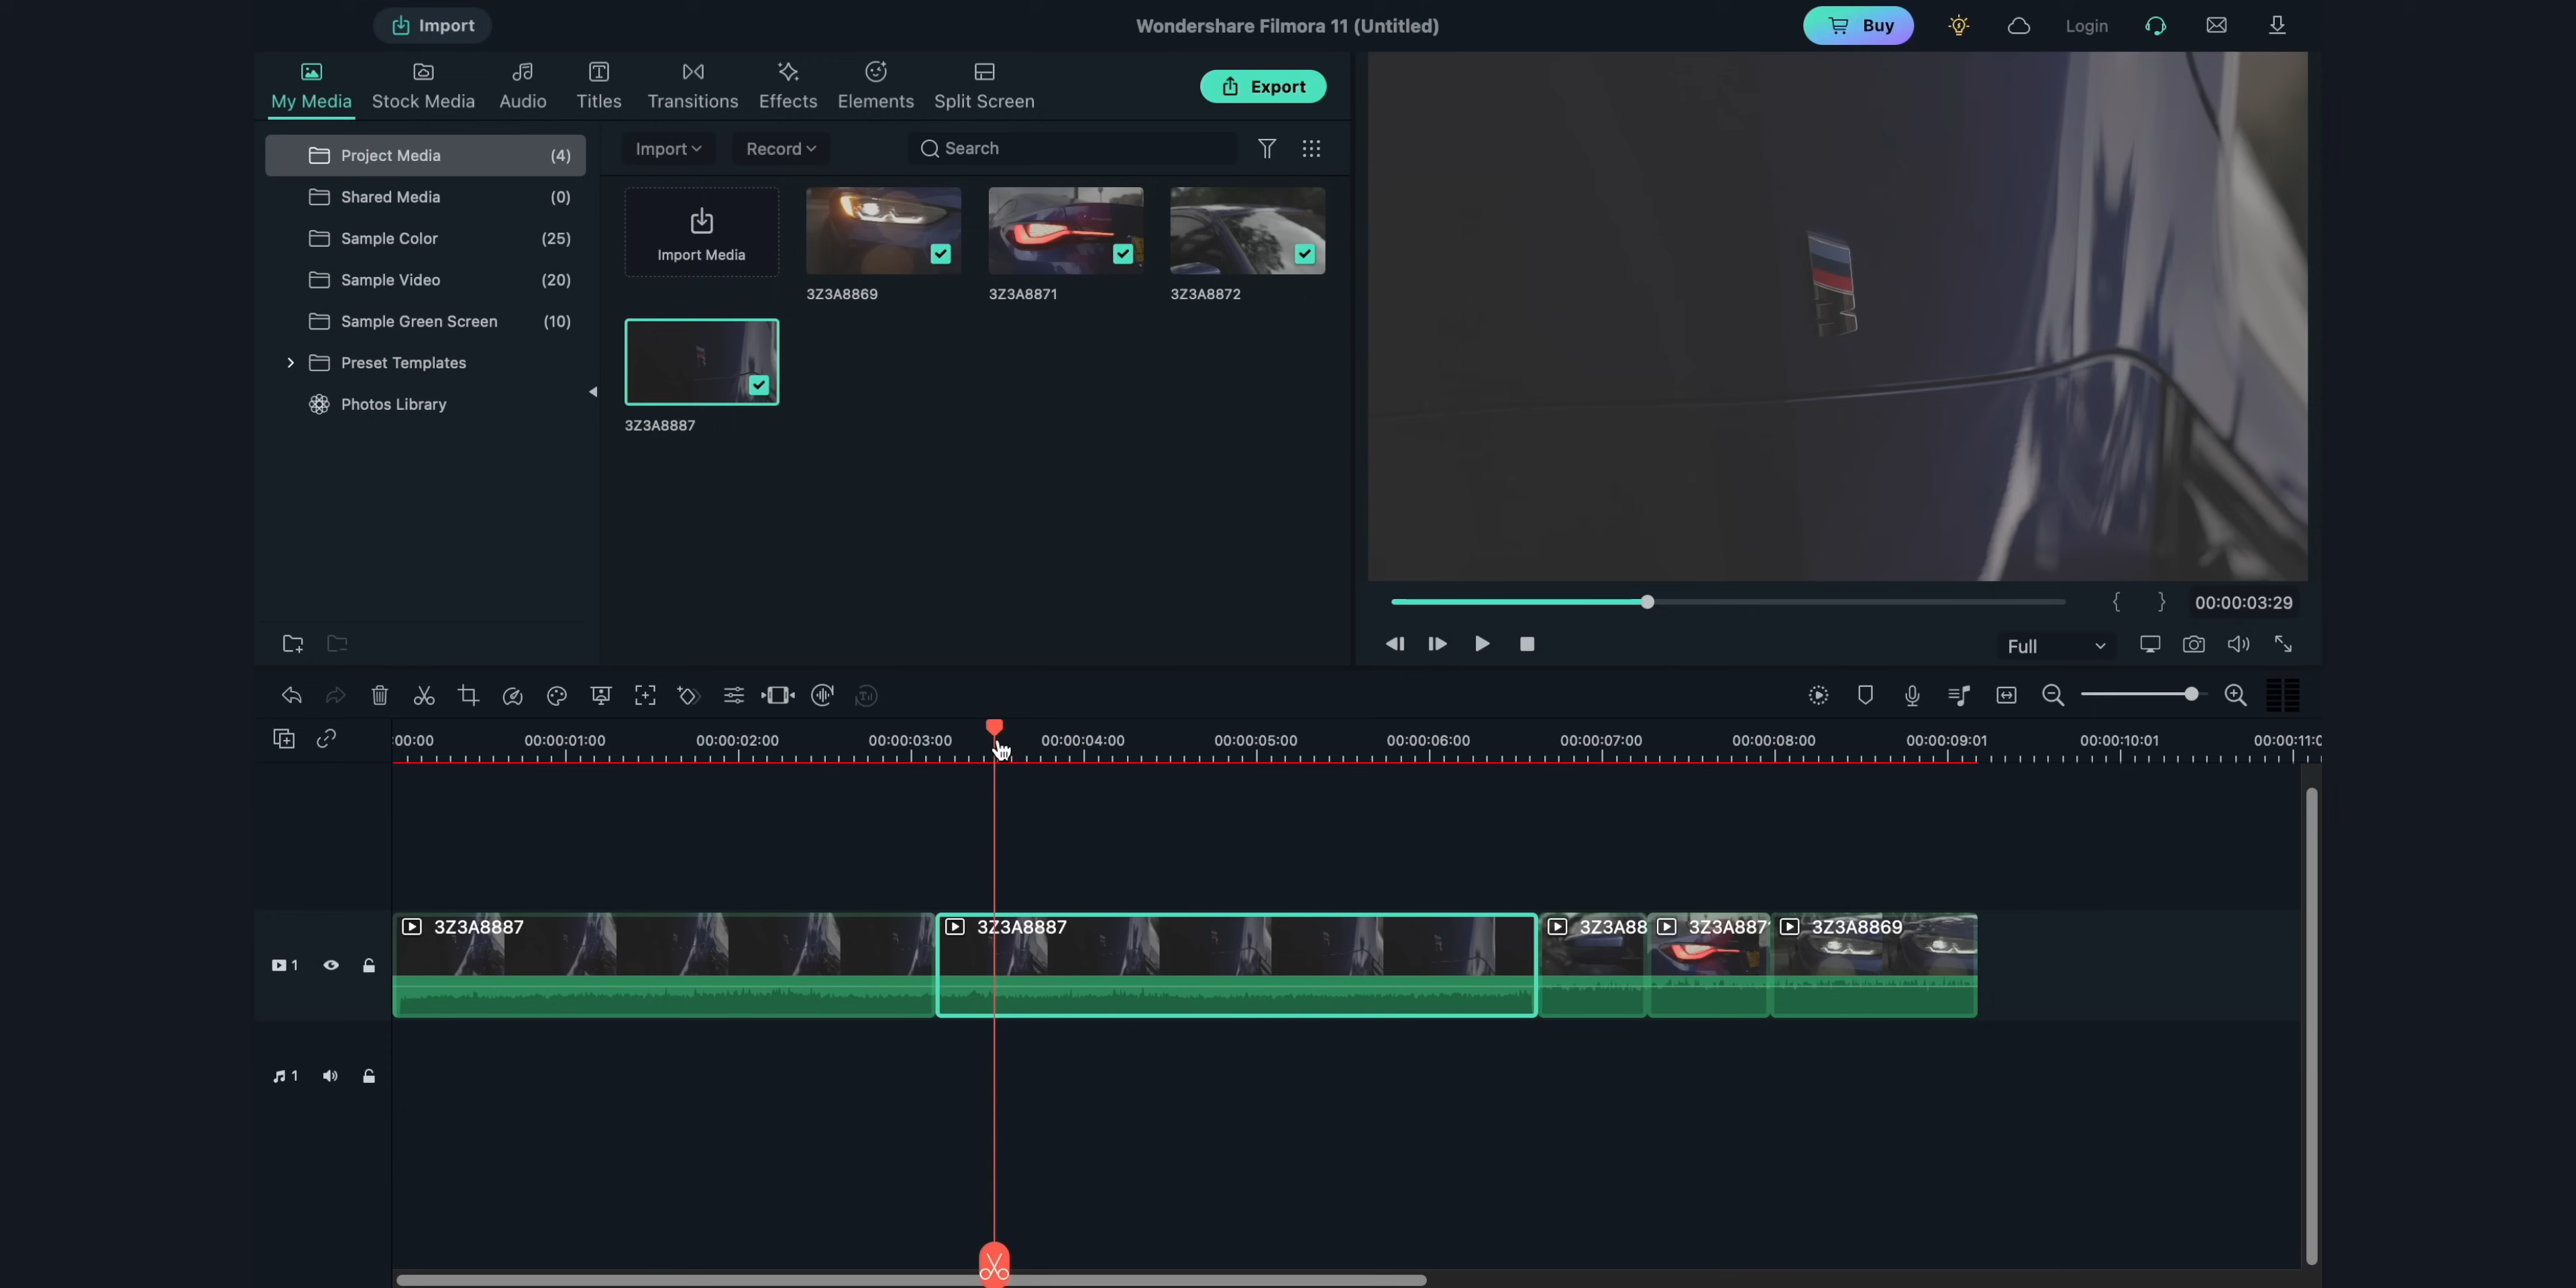 Import
Wondershare Filmora 11 (Untitled)
Buy
Login
My Media
Stock Media
Audio
Titles
Transitions
Effects
Elements
Split Screen
Export
Project Media (4)
Shared Media (0)
Sample Color (25)
Sample Video (20)
Sample Green Screen (10)
Preset Templates
Photos Library
Import
Record
Search
Import Media
3Z3A8869
3Z3A8871
3Z3A8872
3Z3A8887
00:00:03:29
Full
:00:00 00:00:01:00 00:00:02:00 00:00:03:00 00:00:04:00 00:00:05:00 00:00:06:00 00:00:07:00 00:00:08:00 00:00:09:01 00:00:10:01 00:00:11:0
3Z3A8887
3Z3A8887
3Z3A88
3Z3A887
3Z3A8869
1
1